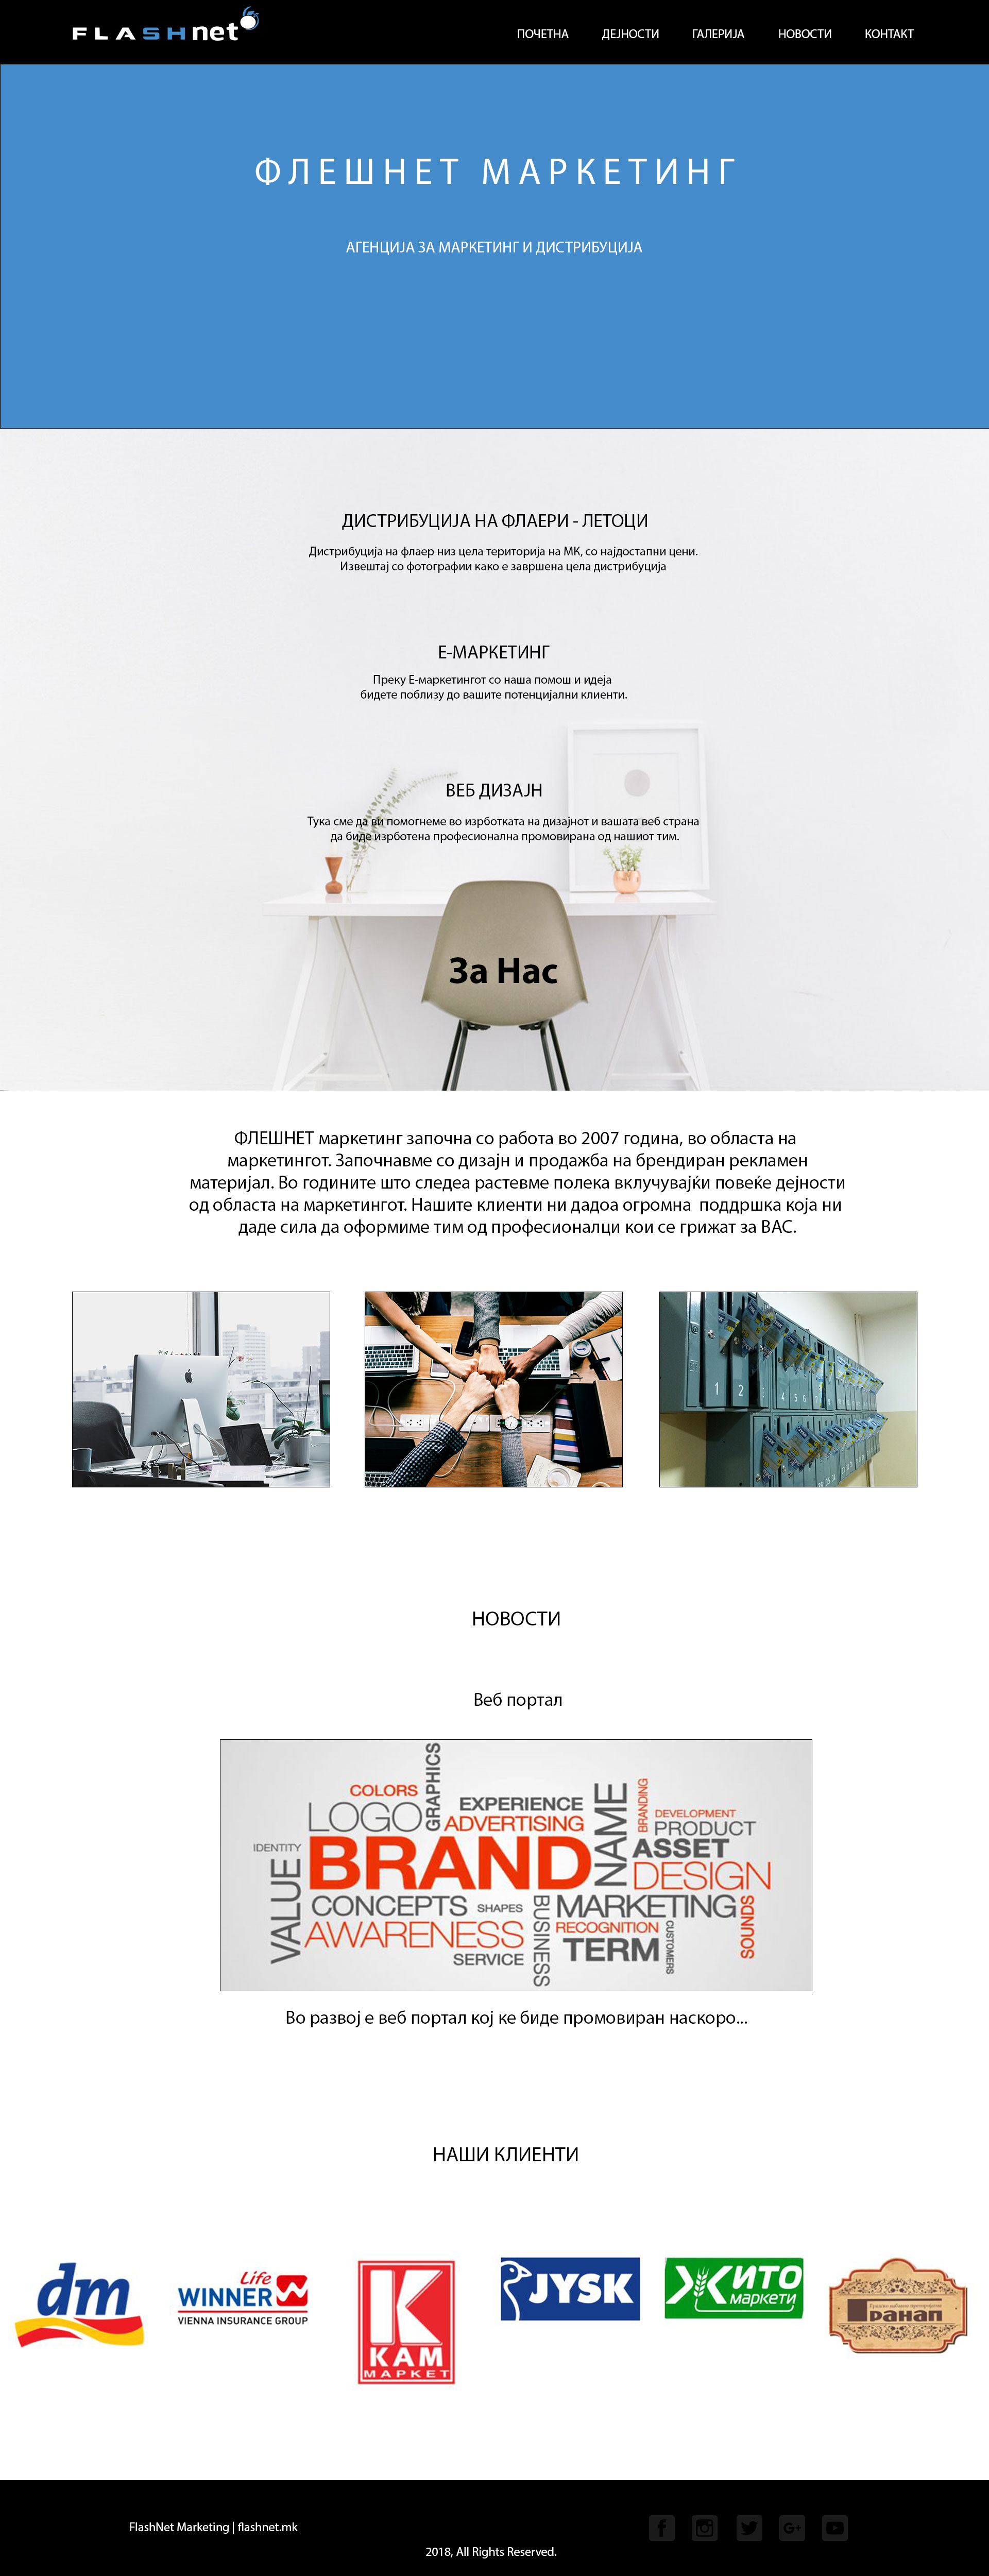 FLASHnet
ПОЧЕТНА ДЕЈНОСТИ ГАЛЕРИЈА НОВОСТИ КОНТАКТ
ФЛЕШНЕТ МАРКЕТИНГ
АГЕНЦИЈА ЗА МАРКЕТИНГ И ДИСТРИБУЦИЈА
ДИСТРИБУЦИЈА НА ФЛАЕРИ - ЛЕТОЦИ
Дистрибуција на флаер низ цела територија на МК, со најдостапни цени.
Извештај со фотографии како е завршена цела дистрибуција
Е-МАРКЕТИНГ
Преку Е-маркетингот со наша помош и идеја
бидете поблизу до вашите потенцијални клиенти.
ВЕБ ДИЗАЈН
Тука сме да ви помогнеме во изрботката на дизајнот и вашата веб страна
да биде изрботена професионална промовирана од нашиот тим.
За Нас
ФЛЕШНЕТ маркетинг започна со работа во 2007 година, во областа на
маркетингот. Започнавме со дизајн и продажба на брендиран рекламен
материјал. Во годините што следеа растевме полека вклучувајќи повеќе дејности
од областа на маркетингот. Нашите клиенти ни дадоа огромна  поддршка која ни
даде сила да оформиме тим од професионалци кои се грижат за ВАС.
1 2 3 4 5 6
НОВОСТИ
Веб портал
COLORS
GRAPHICS
LOGO
EXPERIENCE
ADVERTISING
NAME
BRANDING
DEVELOPMENT
PRODUCT
IDENTITY
BRAND
ASSET
DESIGN
VALUE
CONCEPTS
SHAPES
BUSINESS
MARKETING
AWARENESS
RECOGNITION
CUSTOMERS
SOUNDS
SERVICE
TERM
Во развој е веб портал кој ке биде промовиран наскоро...
НАШИ КЛИЕНТИ
dm
Life
WINNER
VIENNA INSURANCE GROUP
К
КАМ
МАРКЕТ
JYSK
ЖИТО
маркети
ранап
FlashNet Marketing | flashnet.mk
2018, All Rights Reserved.